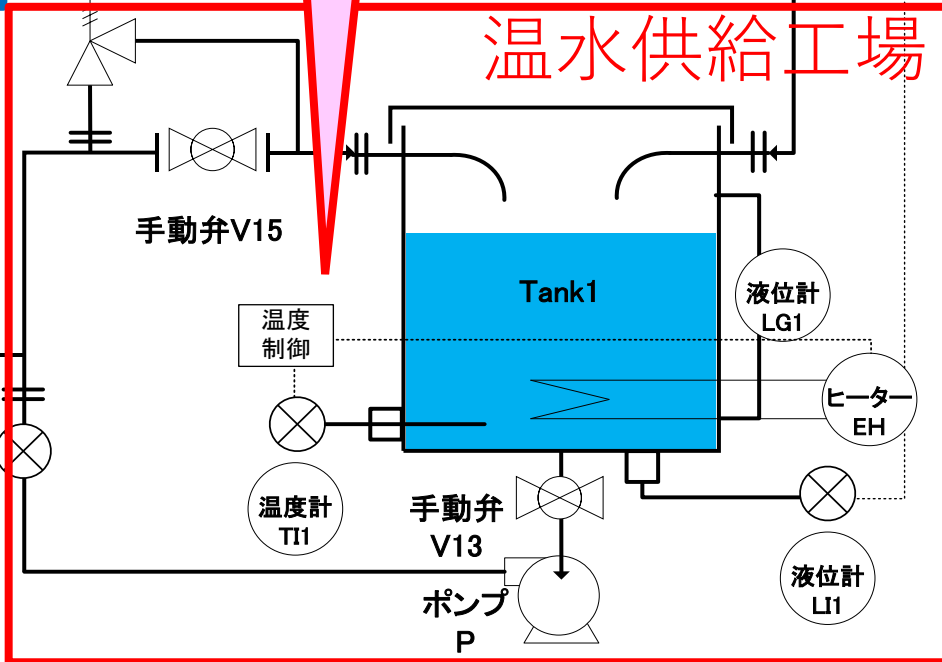 温水供給工場
手動弁V15
Tank1
液位計
LG1
温度
制御
ヒーター
EH
温度計
TI1
手動弁
V13
液位計
LI1
ポンプ
P